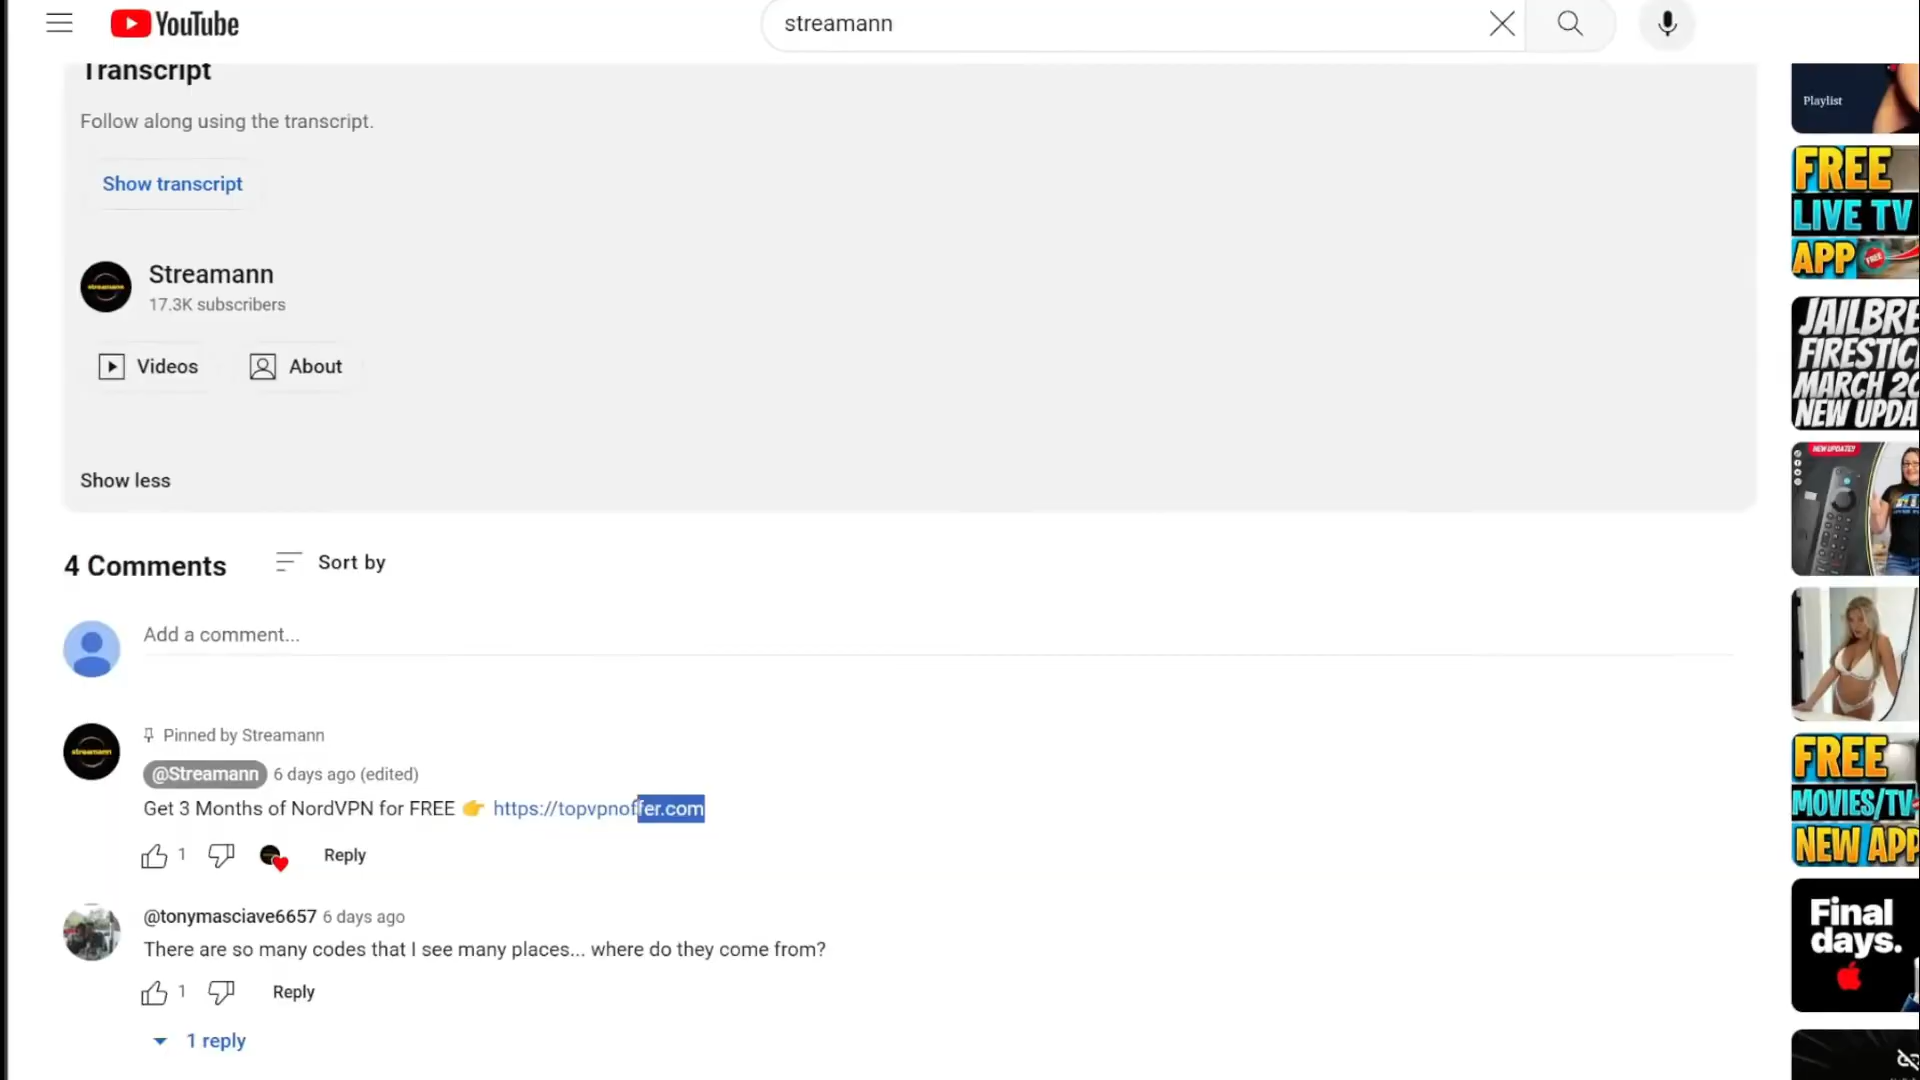 YouTube
streamann
Transcript
Follow along using the transcript.
Show transcript
Streamann
17.3K subscribers
Videos
About
Show less
4 Comments
Sort by
Add a comment...
streamann
Pinned by Streamann
@Streamann 6 days ago (edited)
Get 3 Months of NordVPN for FREE 👉 https://topvpnoffer.com
1
Reply
@tonymasciave6657 6 days ago
There are so many codes that I see many places... where do they come from?
1
Reply
1 reply
Playlist
FREE
LIVE TV
APP
FREE
JAILBRE
FIRESTIC
MARCH 20
NEW UPDA
NEW UPDATE!
FREE
MOVIES/TV
NEW APP
Final
days.